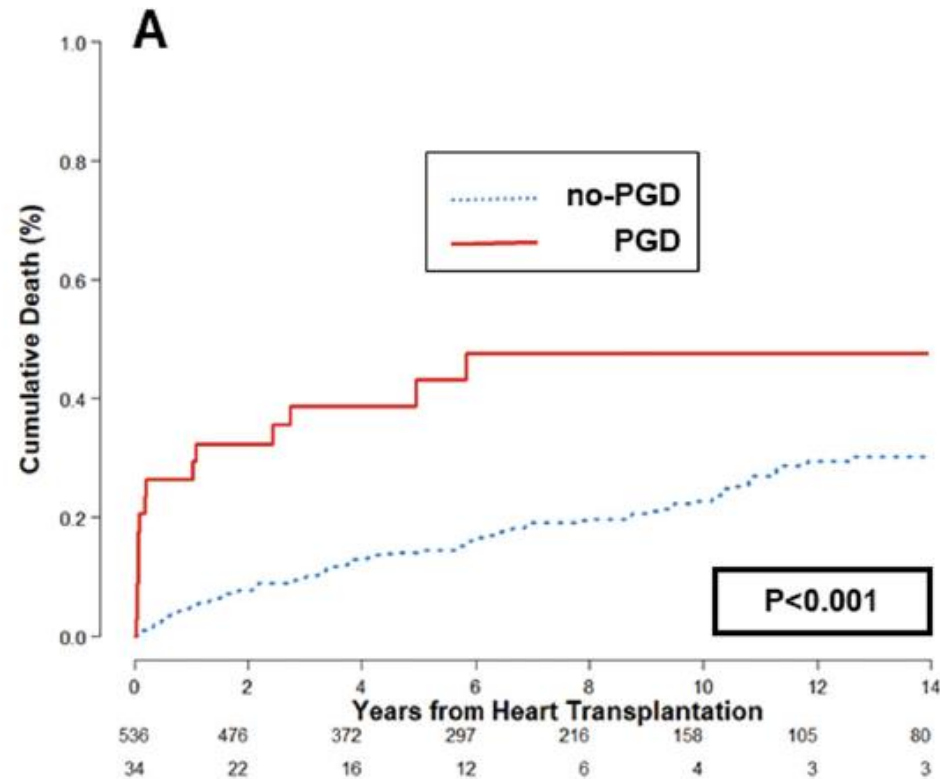 A
1.0
0.8
0.6
0.4
0.2
0.0
Cumulative Death (%)
no-PGD
PGD
P<0.001
0 2 4 6 8 10 12 14
Years from Heart Transplantation
536 476 372 297 216 158 105 80
34 22 16 12 6 4 3 3